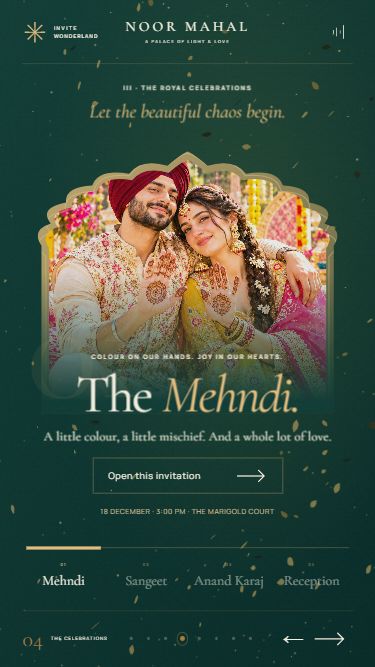 INVITE
WONDERLAND
NOOR MAHAL
A PALACE OF LIGHT & LOVE
III · THE ROYAL CELEBRATIONS
Let the beautiful chaos begin.
COLOUR ON OUR HANDS. JOY IN OUR HEARTS.
The Mehndi.
A little colour, a little mischief. And a whole lot of love.
Open this invitation
18 DECEMBER · 3:00 PM · THE MARIGOLD COURT
01
Mehndi
Sangeet
Anand Karaj
Reception
04 THE CELEBRATIONS